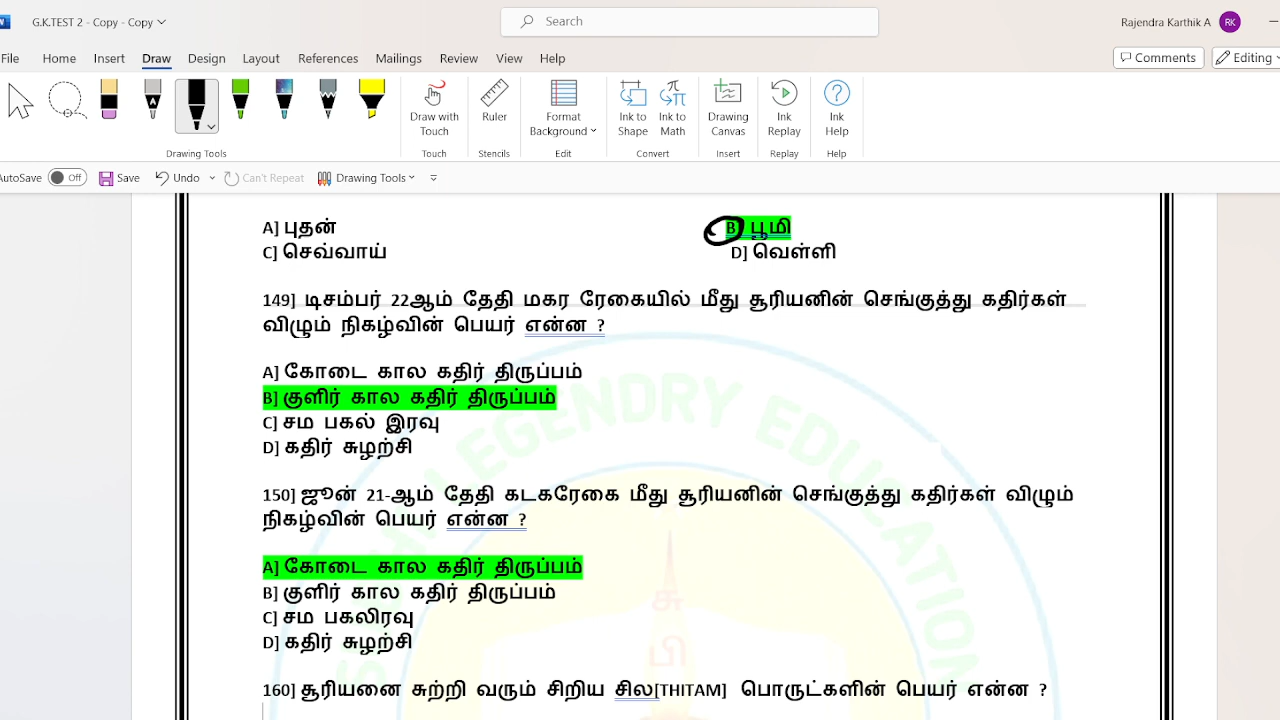 G.K.TEST 2 - Copy - Copy
Search
Rajendra Karthik A RK
File Home Insert Draw Design Layout References Mailings Review View Help
Comments Editing
Draw with Touch
Ruler
Format Background
Ink to Shape
Ink to Math
Drawing Canvas
Ink Replay
Ink Help
Drawing Tools Touch Stencils Edit Convert Insert Replay Help
AutoSave Off Save Undo Can't Repeat Drawing Tools
A] புதன் B] பூமி
C] செவ்வாய் D] வெள்ளி
149] டிசம்பர் 22ஆம் தேதி மகர ரேகையில் மீது சூரியனின் செங்குத்து கதிர்கள்
விழும் நிகழ்வின் பெயர் என்ன ?
A] கோடை கால கதிர் திருப்பம்
B] குளிர் கால கதிர் திருப்பம்
C] சம பகல் இரவு
D] கதிர் சுழற்சி
150] ஜூன் 21-ஆம் தேதி கடகரேகை மீது சூரியனின் செங்குத்து கதிர்கள் விழும்
நிகழ்வின் பெயர் என்ன ?
A] கோடை கால கதிர் திருப்பம்
B] குளிர் கால கதிர் திருப்பம்
C] சம பகலிரவு
D] கதிர் சுழற்சி
160] சூரியனை சுற்றி வரும் சிறிய சில[THITAM] பொருட்களின் பெயர் என்ன ?
LEGENDRY EDUCATION
சு
பி